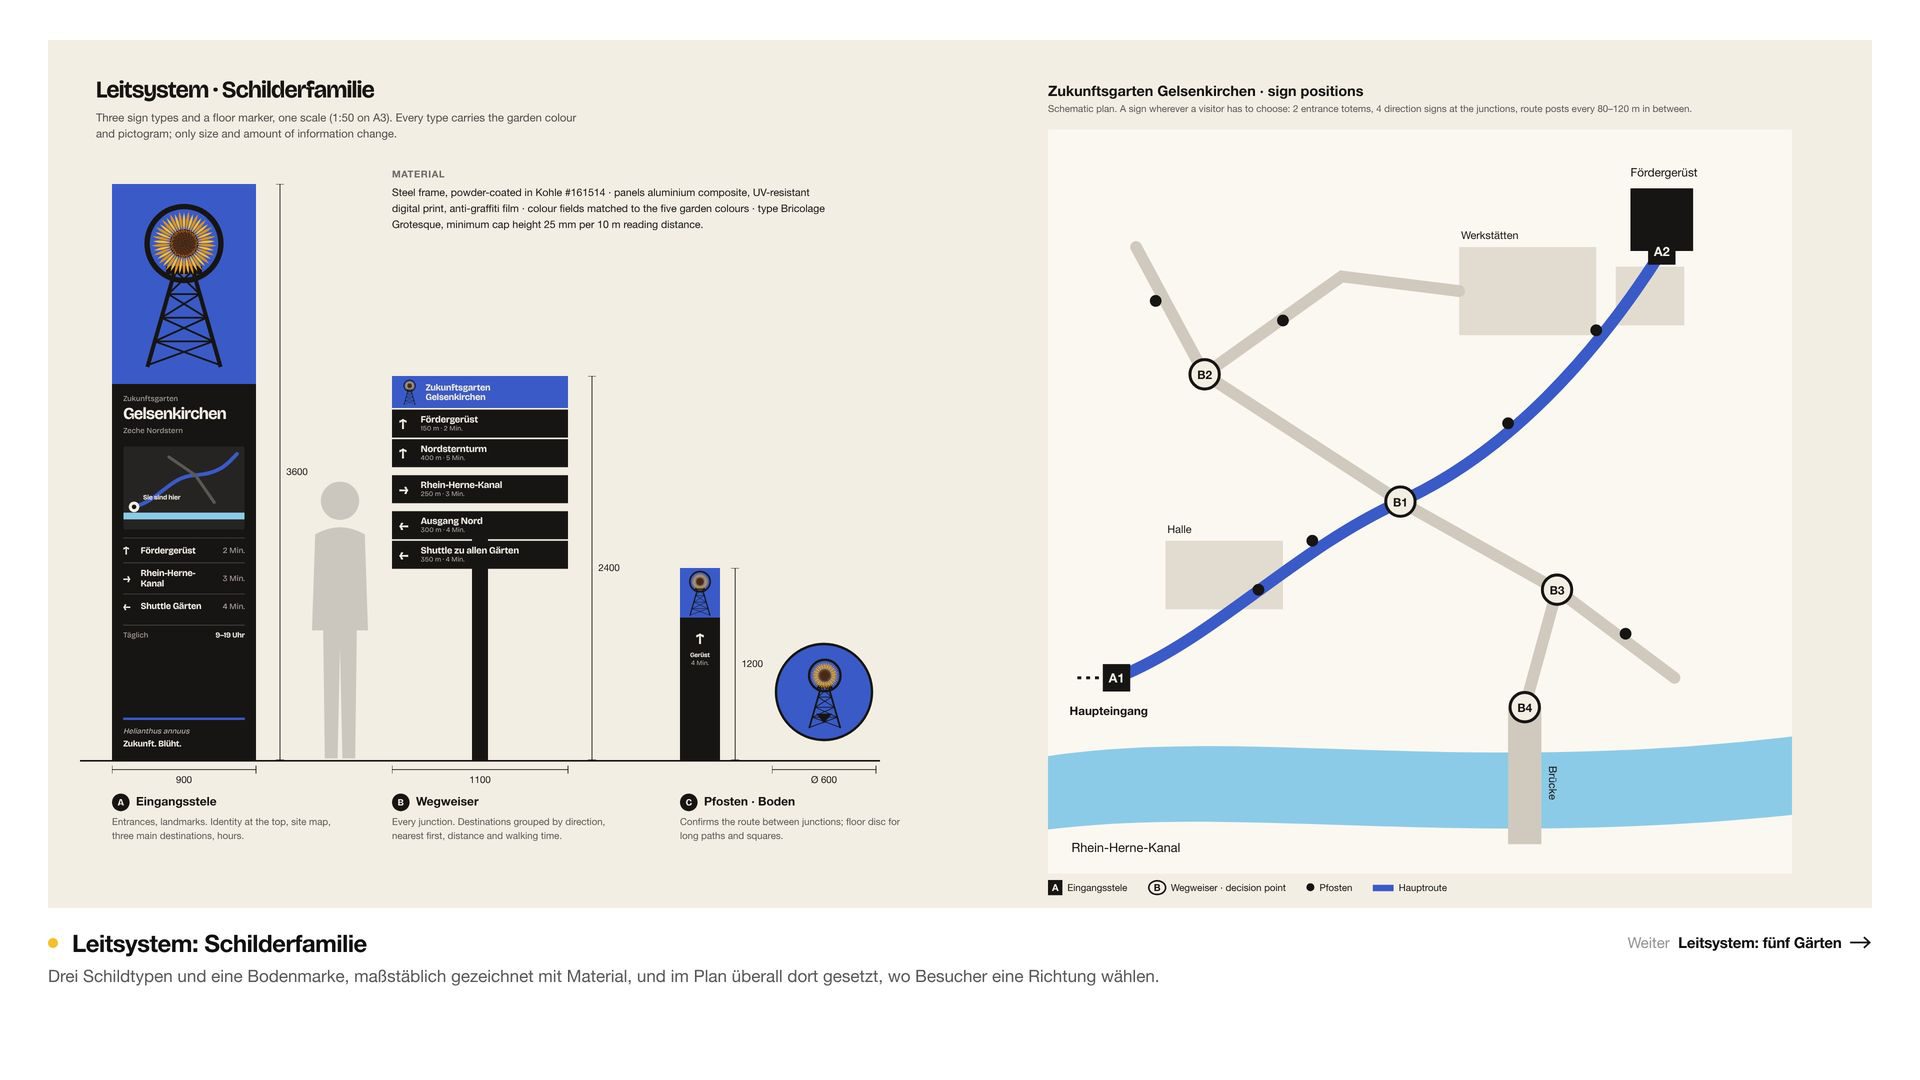 Leitsystem · Schilderfamilie
Three sign types and a floor marker, one scale (1:50 on A3). Every type carries the garden colour
and pictogram; only size and amount of information change.
MATERIAL
Steel frame, powder-coated in Kohle #161514 · panels aluminium composite, UV-resistant
digital print, anti-graffiti film · colour fields matched to the five garden colours · type Bricolage
Grotesque, minimum cap height 25 mm per 10 m reading distance.
Zukunftsgarten
Gelsenkirchen
Zeche Nordstern
Sie sind hier
Fördergerüst 2 Min.
Rhein-Herne-
Kanal 3 Min.
Shuttle Gärten 4 Min.
Täglich 9–19 Uhr
Helianthus annuus
Zukunft. Blüht.
3600
900
Zukunftsgarten
Gelsenkirchen
Fördergerüst
150 m · 2 Min.
Nordsternturm
400 m · 5 Min.
Rhein-Herne-Kanal
250 m · 3 Min.
Ausgang Nord
300 m · 4 Min.
Shuttle zu allen Gärten
350 m · 4 Min.
2400
1100
Gerüst
4 Min.
1200
Ø 600
A Eingangsstele
Entrances, landmarks. Identity at the top, site map,
three main destinations, hours.
B Wegweiser
Every junction. Destinations grouped by direction,
nearest first, distance and walking time.
C Pfosten · Boden
Confirms the route between junctions; floor disc for
long paths and squares.
Zukunftsgarten Gelsenkirchen · sign positions
Schematic plan. A sign wherever a visitor has to choose: 2 entrance totems, 4 direction signs at the junctions, route posts every 80–120 m in between.
Fördergerüst
A2
Werkstätten
B2
B1
Halle
B3
A1
Haupteingang
B4
Brücke
Rhein-Herne-Kanal
A Eingangsstele
B Wegweiser · decision point
Pfosten
Hauptroute
Leitsystem: Schilderfamilie
Weiter Leitsystem: fünf Gärten →
Drei Schildtypen und eine Bodenmarke, maßstäblich gezeichnet mit Material, und im Plan überall dort gesetzt, wo Besucher eine Richtung wählen.